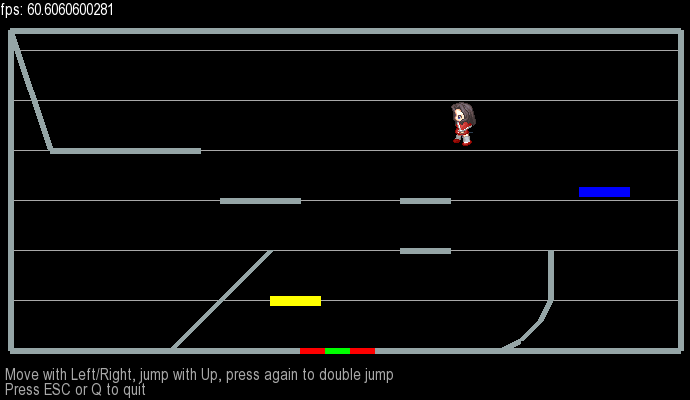 fps: 60.6060600281
Move with Left/Right, jump with Up, press again to double jump
Press ESC or Q to quit